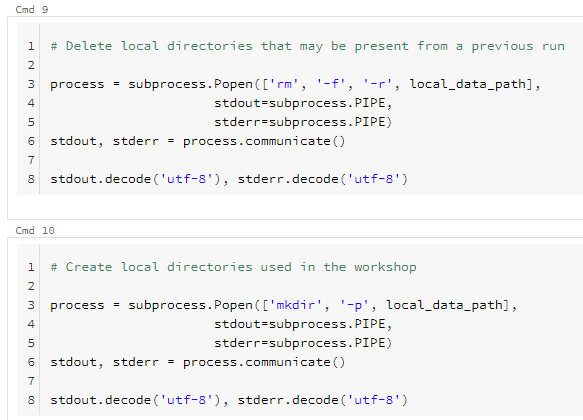 Cmd 9
1 # Delete local directories that may be present from a previous run
2
3 process = subprocess.Popen(['rm', '-f', '-r', local_data_path],
4 stdout=subprocess.PIPE,
5 stderr=subprocess.PIPE)
6 stdout, stderr = process.communicate()
7
8 stdout.decode('utf-8'), stderr.decode('utf-8')
Cmd 10
1 # Create local directories used in the workshop
2
3 process = subprocess.Popen(['mkdir', '-p', local_data_path],
4 stdout=subprocess.PIPE,
5 stderr=subprocess.PIPE)
6 stdout, stderr = process.communicate()
7
8 stdout.decode('utf-8'), stderr.decode('utf-8')